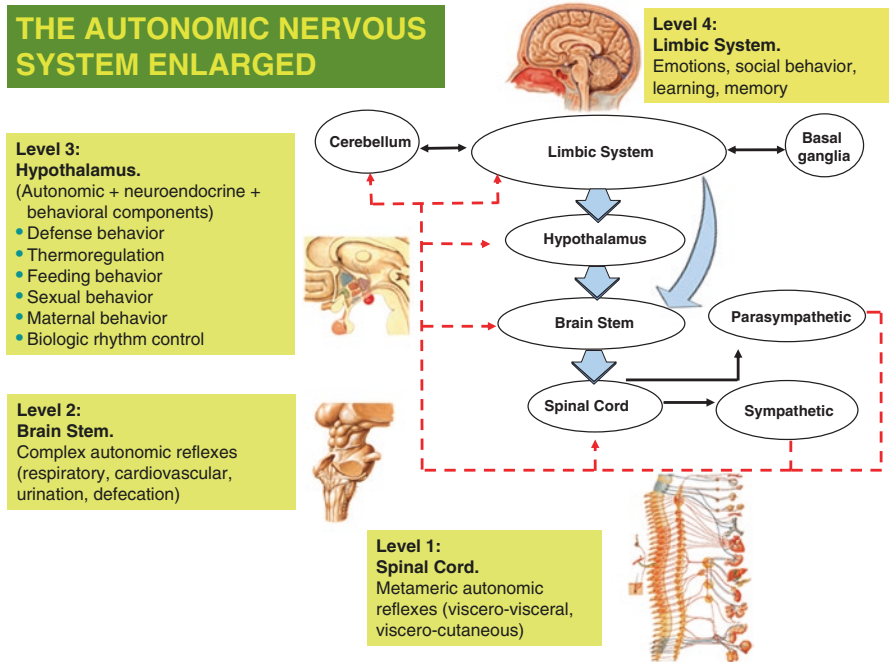 THE AUTONOMIC NERVOUS
SYSTEM ENLARGED
Level 4:
Limbic System.
Emotions, social behavior,
learning, memory
Level 3:
Hypothalamus.
(Autonomic + neuroendocrine +
behavioral components)
• Defense behavior
• Thermoregulation
• Feeding behavior
• Sexual behavior
• Maternal behavior
• Biologic rhythm control
Cerebellum
Limbic System
Basal
ganglia
Hypothalamus
Brain Stem
Parasympathetic
Spinal Cord
Sympathetic
Level 2:
Brain Stem.
Complex autonomic reflexes
(respiratory, cardiovascular,
urination, defecation)
Level 1:
Spinal Cord.
Metameric autonomic
reflexes (viscero-visceral,
viscero-cutaneous)